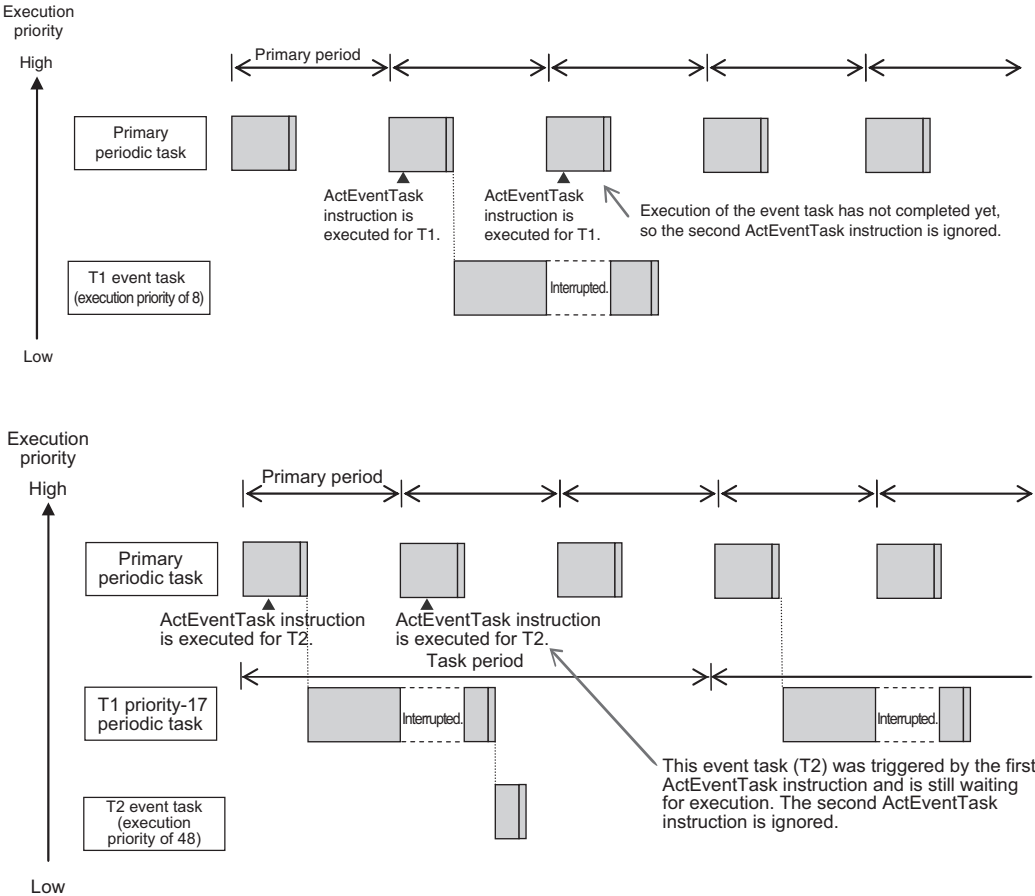 Execution
priority
High
Primary period
Primary
periodic task
ActEventTask
instruction is
executed for T1.
ActEventTask
instruction is
executed for T1.
Execution of the event task has not completed yet,
so the second ActEventTask instruction is ignored.
T1 event task
(execution priority of 8)
Interrupted.
Low
Execution
priority
High
Primary period
Primary
periodic task
ActEventTask instruction
is executed for T2.
ActEventTask instruction
is executed for T2.
Task period
T1 priority-17
periodic task
Interrupted.
Interrupted.
This event task (T2) was triggered by the first
ActEventTask instruction and is still waiting
for execution. The second ActEventTask
instruction is ignored.
T2 event task
(execution
priority of 48)
Low